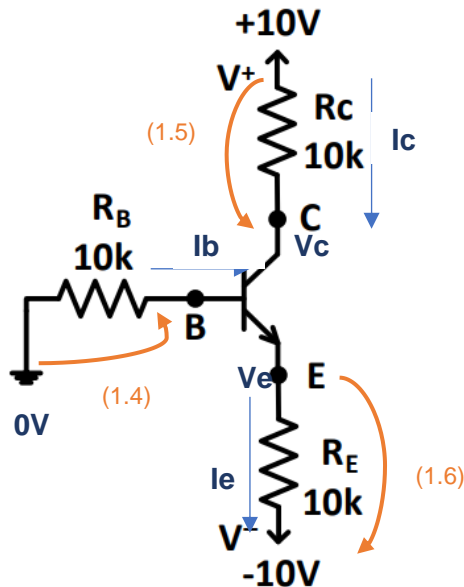 +10V
V+
Rc
10k
(1.5)
Ic
C
RB
10k
Ib
Vc
B
(1.4)
0V
Ve
E
Ie
RE
10k
(1.6)
V-
-10V